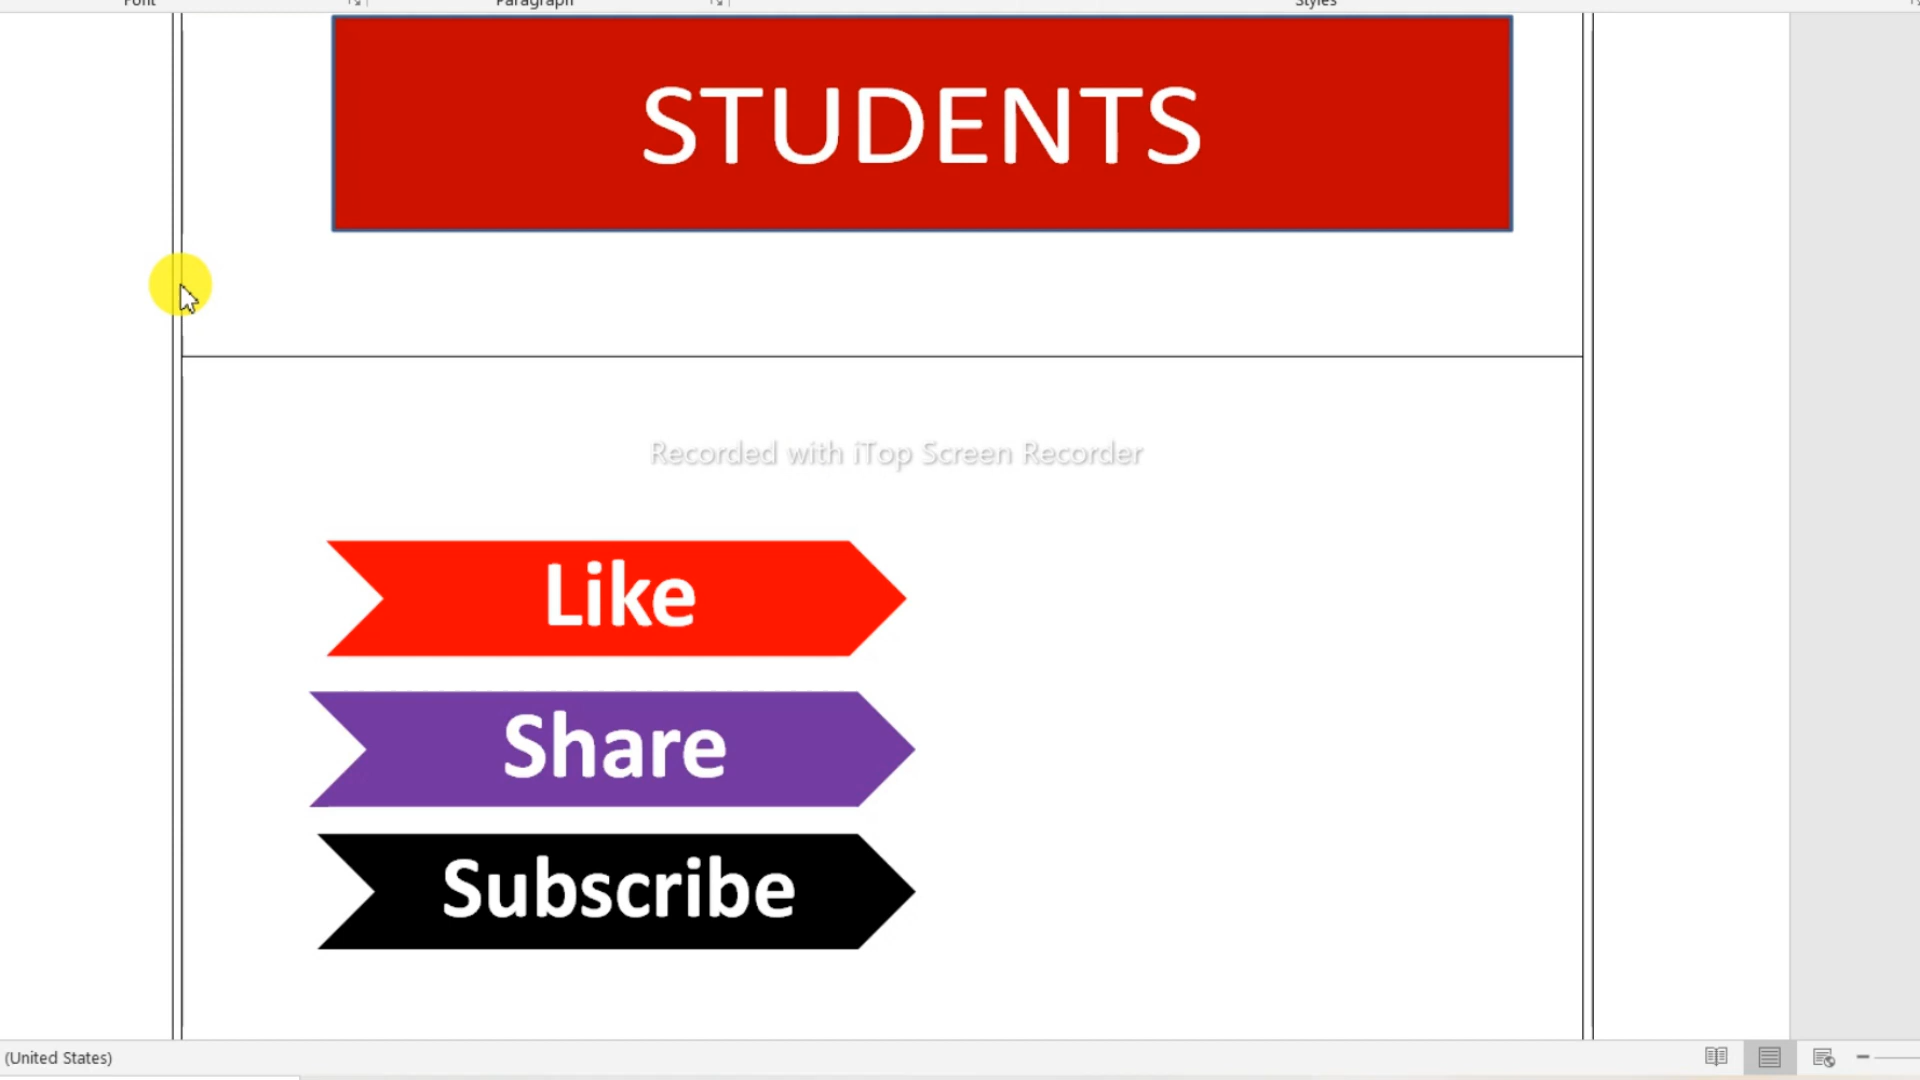 Font Paragraph Styles
STUDENTS
Recorded with iTop Screen Recorder
Like
Share
Subscribe
(United States)